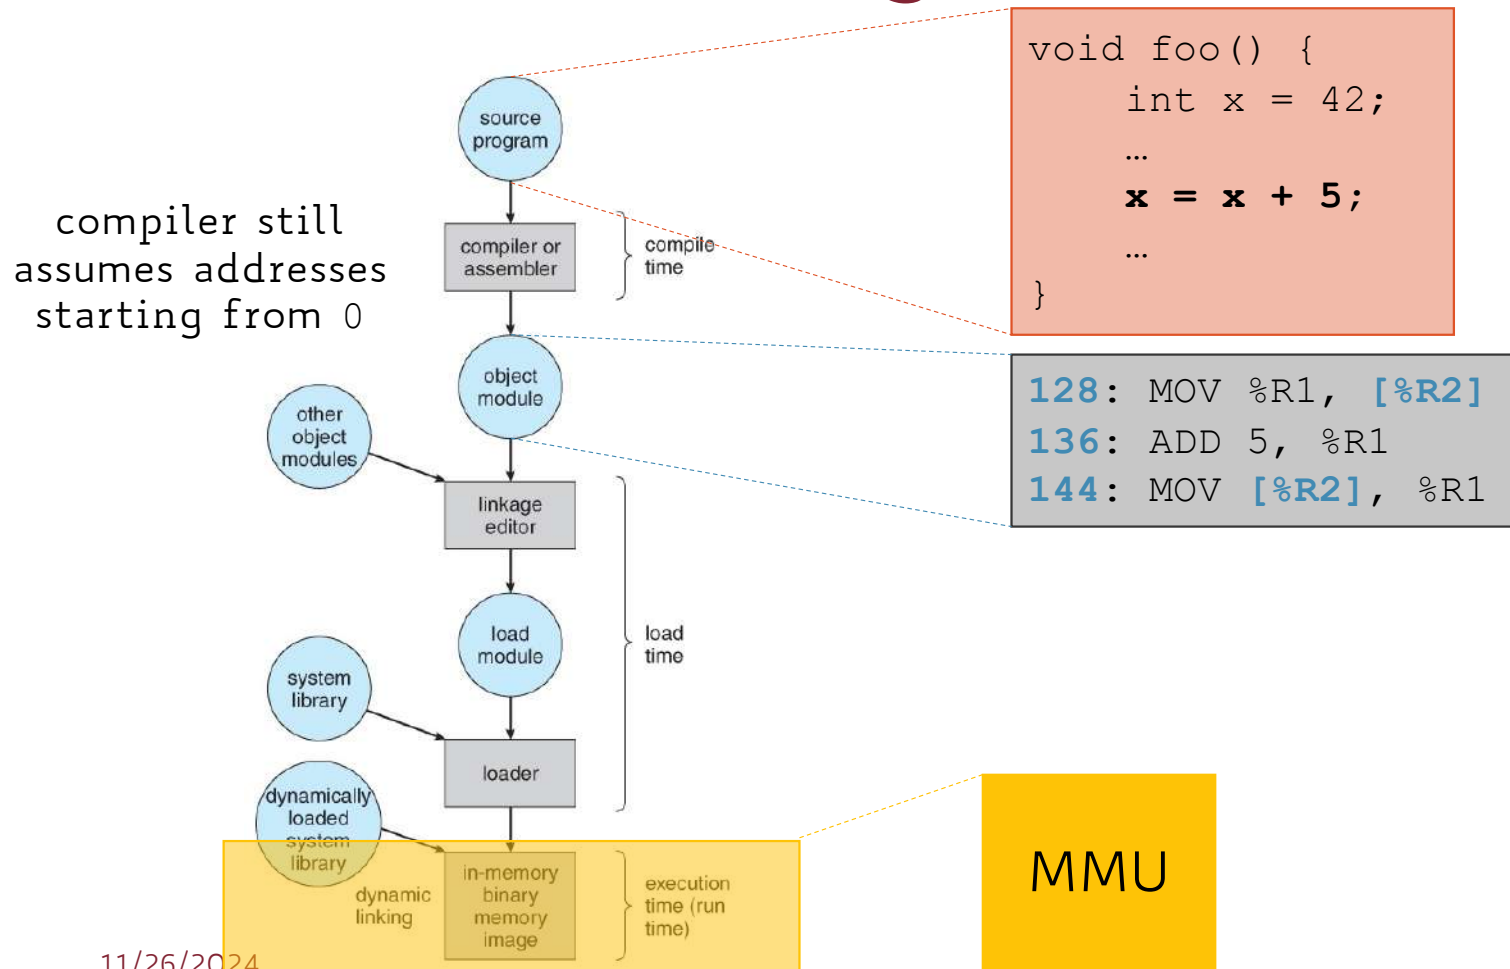 void foo() {
int x = 42;
…
x = x + 5;
…
}
source
program
compiler still
assumes addresses
starting from 0
compiler or
assembler
compile
time
128: MOV %R1, [%R2]
136: ADD 5, %R1
144: MOV [%R2], %R1
object
module
other
object
modules
linkage
editor
load
module
load
time
system
library
loader
dynamically
loaded
system
library
dynamic
linking
in-memory
binary
memory
image
execution
time (run
time)
MMU
11/26/2024